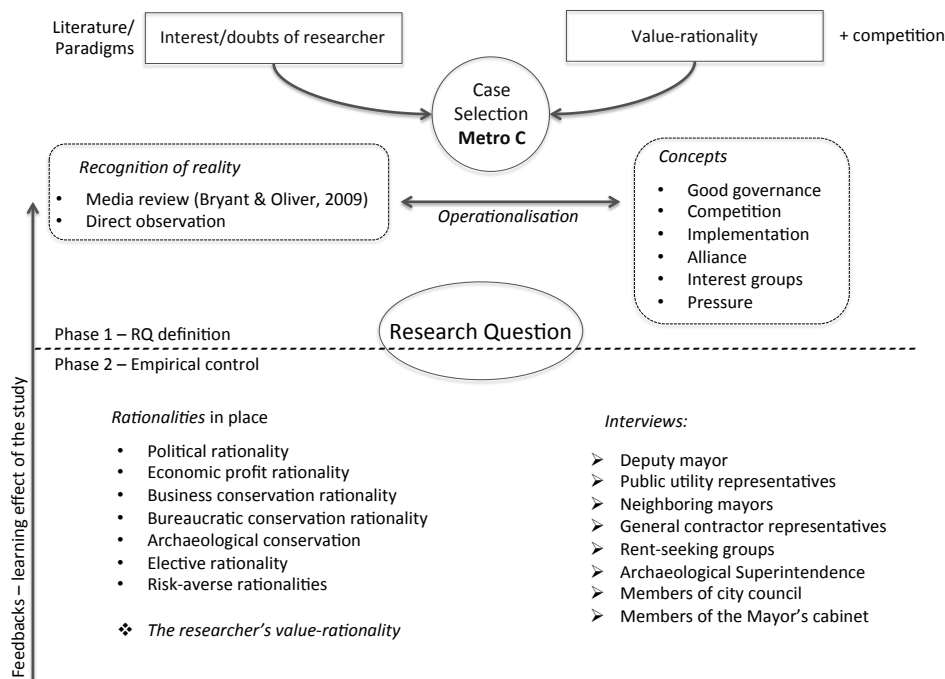 Literature/
Paradigms
Interest/doubts of researcher
Value-rationality
+ competition
Case
Selection
Metro C
Recognition of reality
• Media review (Bryant & Oliver, 2009)
• Direct observation
Operationalisation
Concepts
• Good governance
• Competition
• Implementation
• Alliance
• Interest groups
• Pressure
Research Question
Phase 1 – RQ definition
Phase 2 – Empirical control
Feedbacks – learning effect of the study
Rationalities in place
• Political rationality
• Economic profit rationality
• Business conservation rationality
• Bureaucratic conservation rationality
• Archaeological conservation
• Elective rationality
• Risk-averse rationalities
❖ The researcher's value-rationality
Interviews:
➢ Deputy mayor
➢ Public utility representatives
➢ Neighboring mayors
➢ General contractor representatives
➢ Rent-seeking groups
➢ Archaeological Superintendence
➢ Members of city council
➢ Members of the Mayor's cabinet